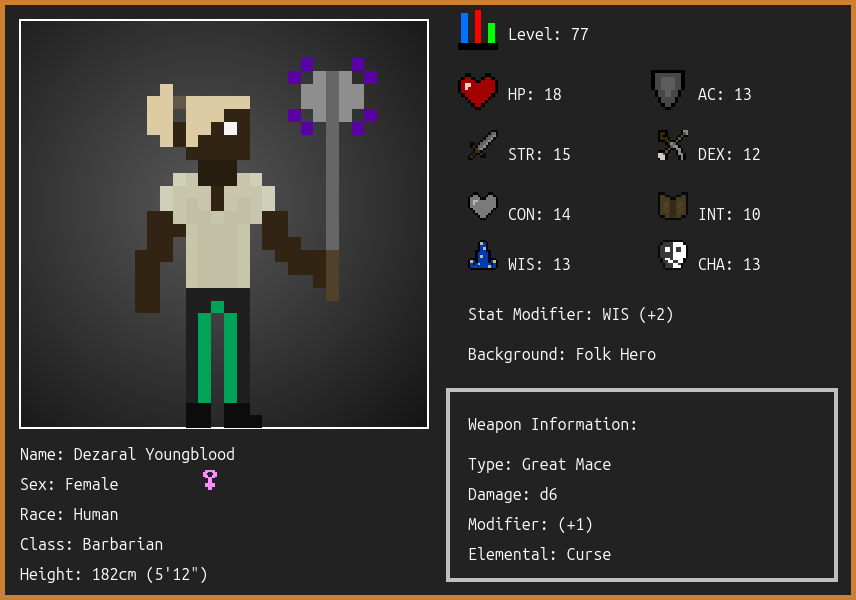 Level: 77
HP: 18
AC: 13
STR: 15
DEX: 12
CON: 14
INT: 10
WIS: 13
CHA: 13
Stat Modifier: WIS (+2)
Background: Folk Hero
Weapon Information:
Type: Great Mace
Damage: d6
Modifier: (+1)
Elemental: Curse
Name: Dezaral Youngblood
Sex: Female
Race: Human
Class: Barbarian
Height: 182cm (5'12")